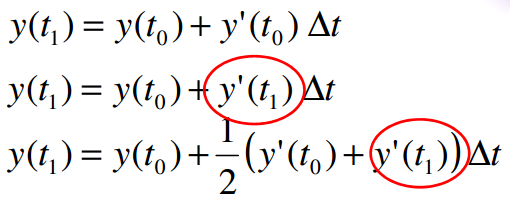 y(t₁) = y(t₀) + y'(t₀) Δt
y(t₁) = y(t₀) + y'(t₁) Δt
y(t₁) = y(t₀) + 1/2 (y'(t₀) + y'(t₁)) Δt